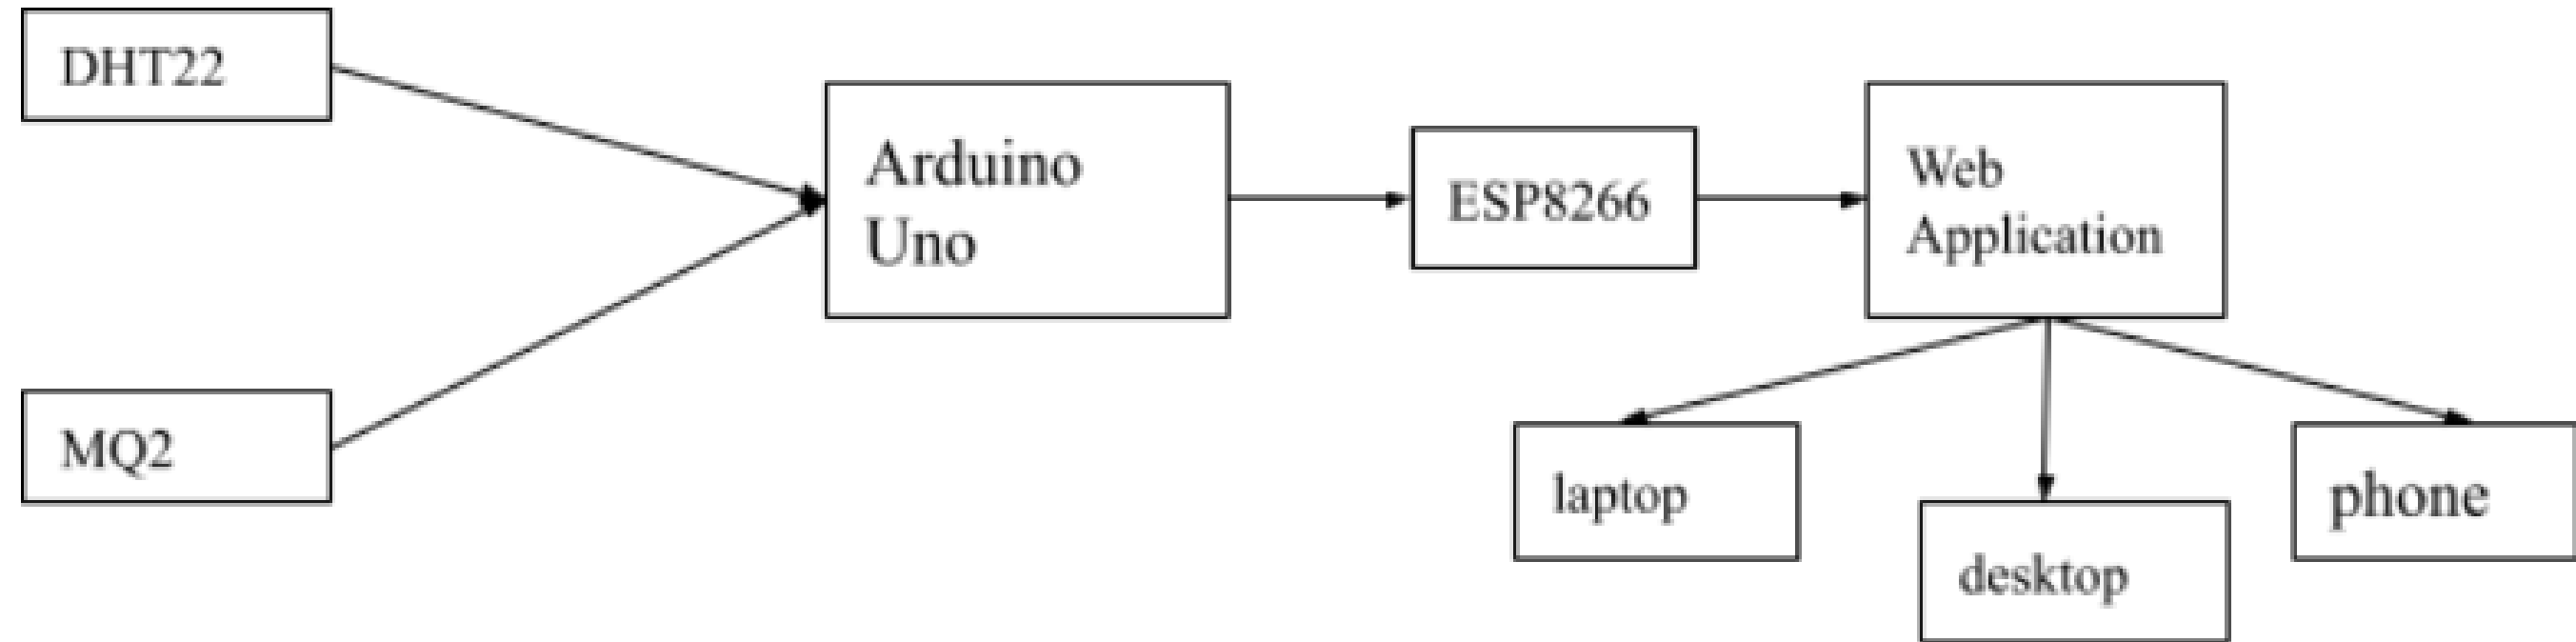 DHT22
MQ2
Arduino
Uno
ESP8266
Web
Application
laptop
desktop
phone